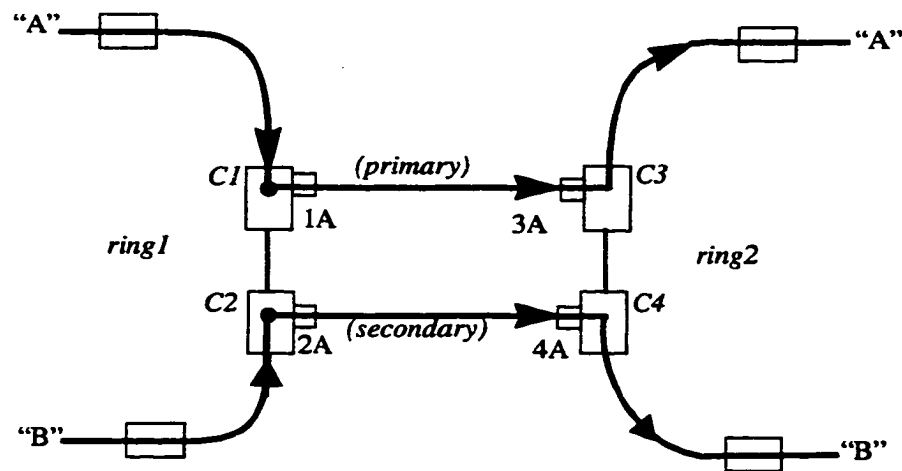 “A”
“A”
C1
(primary)
C3
1A
3A
ring1
ring2
C2
C4
2A
(secondary)
4A
“B”
“B”